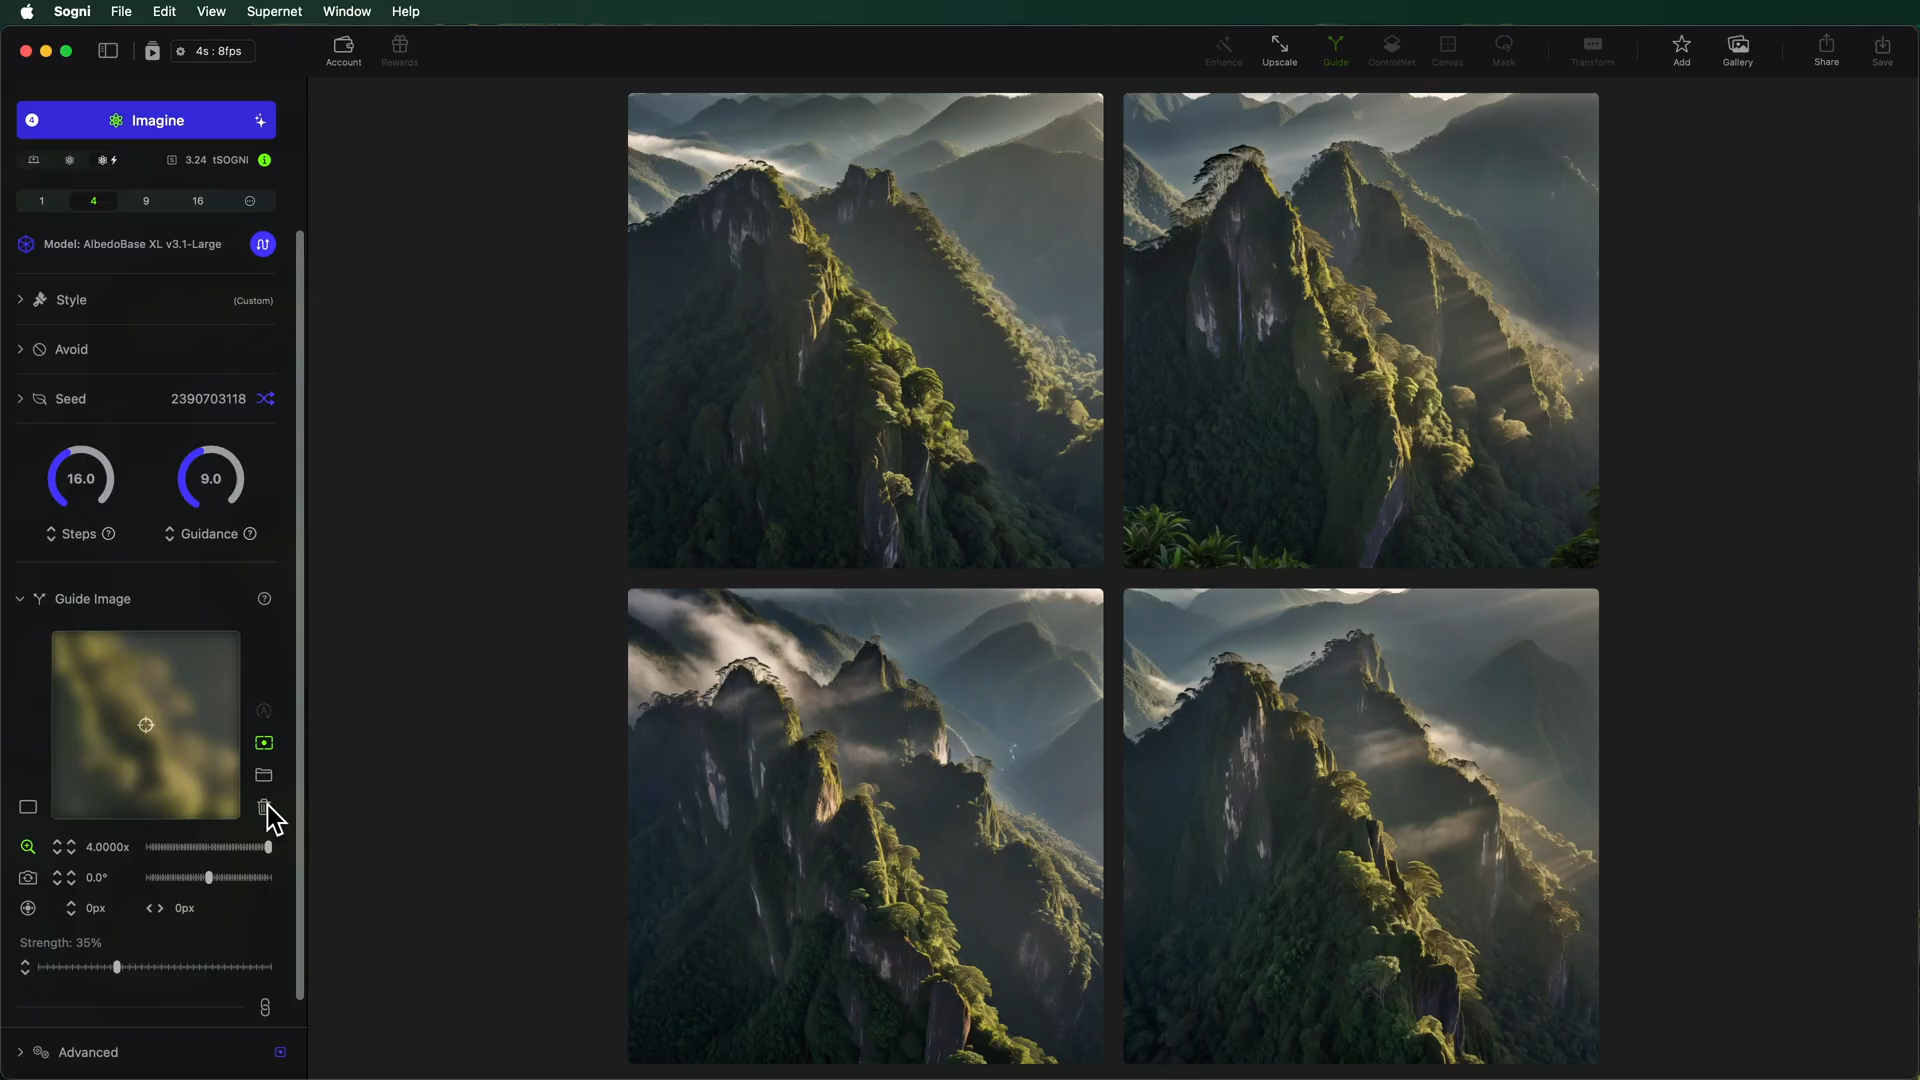 Sogni File Edit View Supernet Window Help
4s : 8fps
Account
Rewards
Enhance
Upscale
Guide
ControlNet
Canvas
Mask
Transform
Add
Gallery
Share
Save
4 Imagine
3.24 tSOGNI
1 4 9 16
Model: AlbedoBase XL v3.1-Large
Style (Custom)
Avoid
Seed 2390703118
16.0 9.0
Steps Guidance
Guide Image
4.0000x
0.0°
0px 0px
Strength: 35%
Advanced